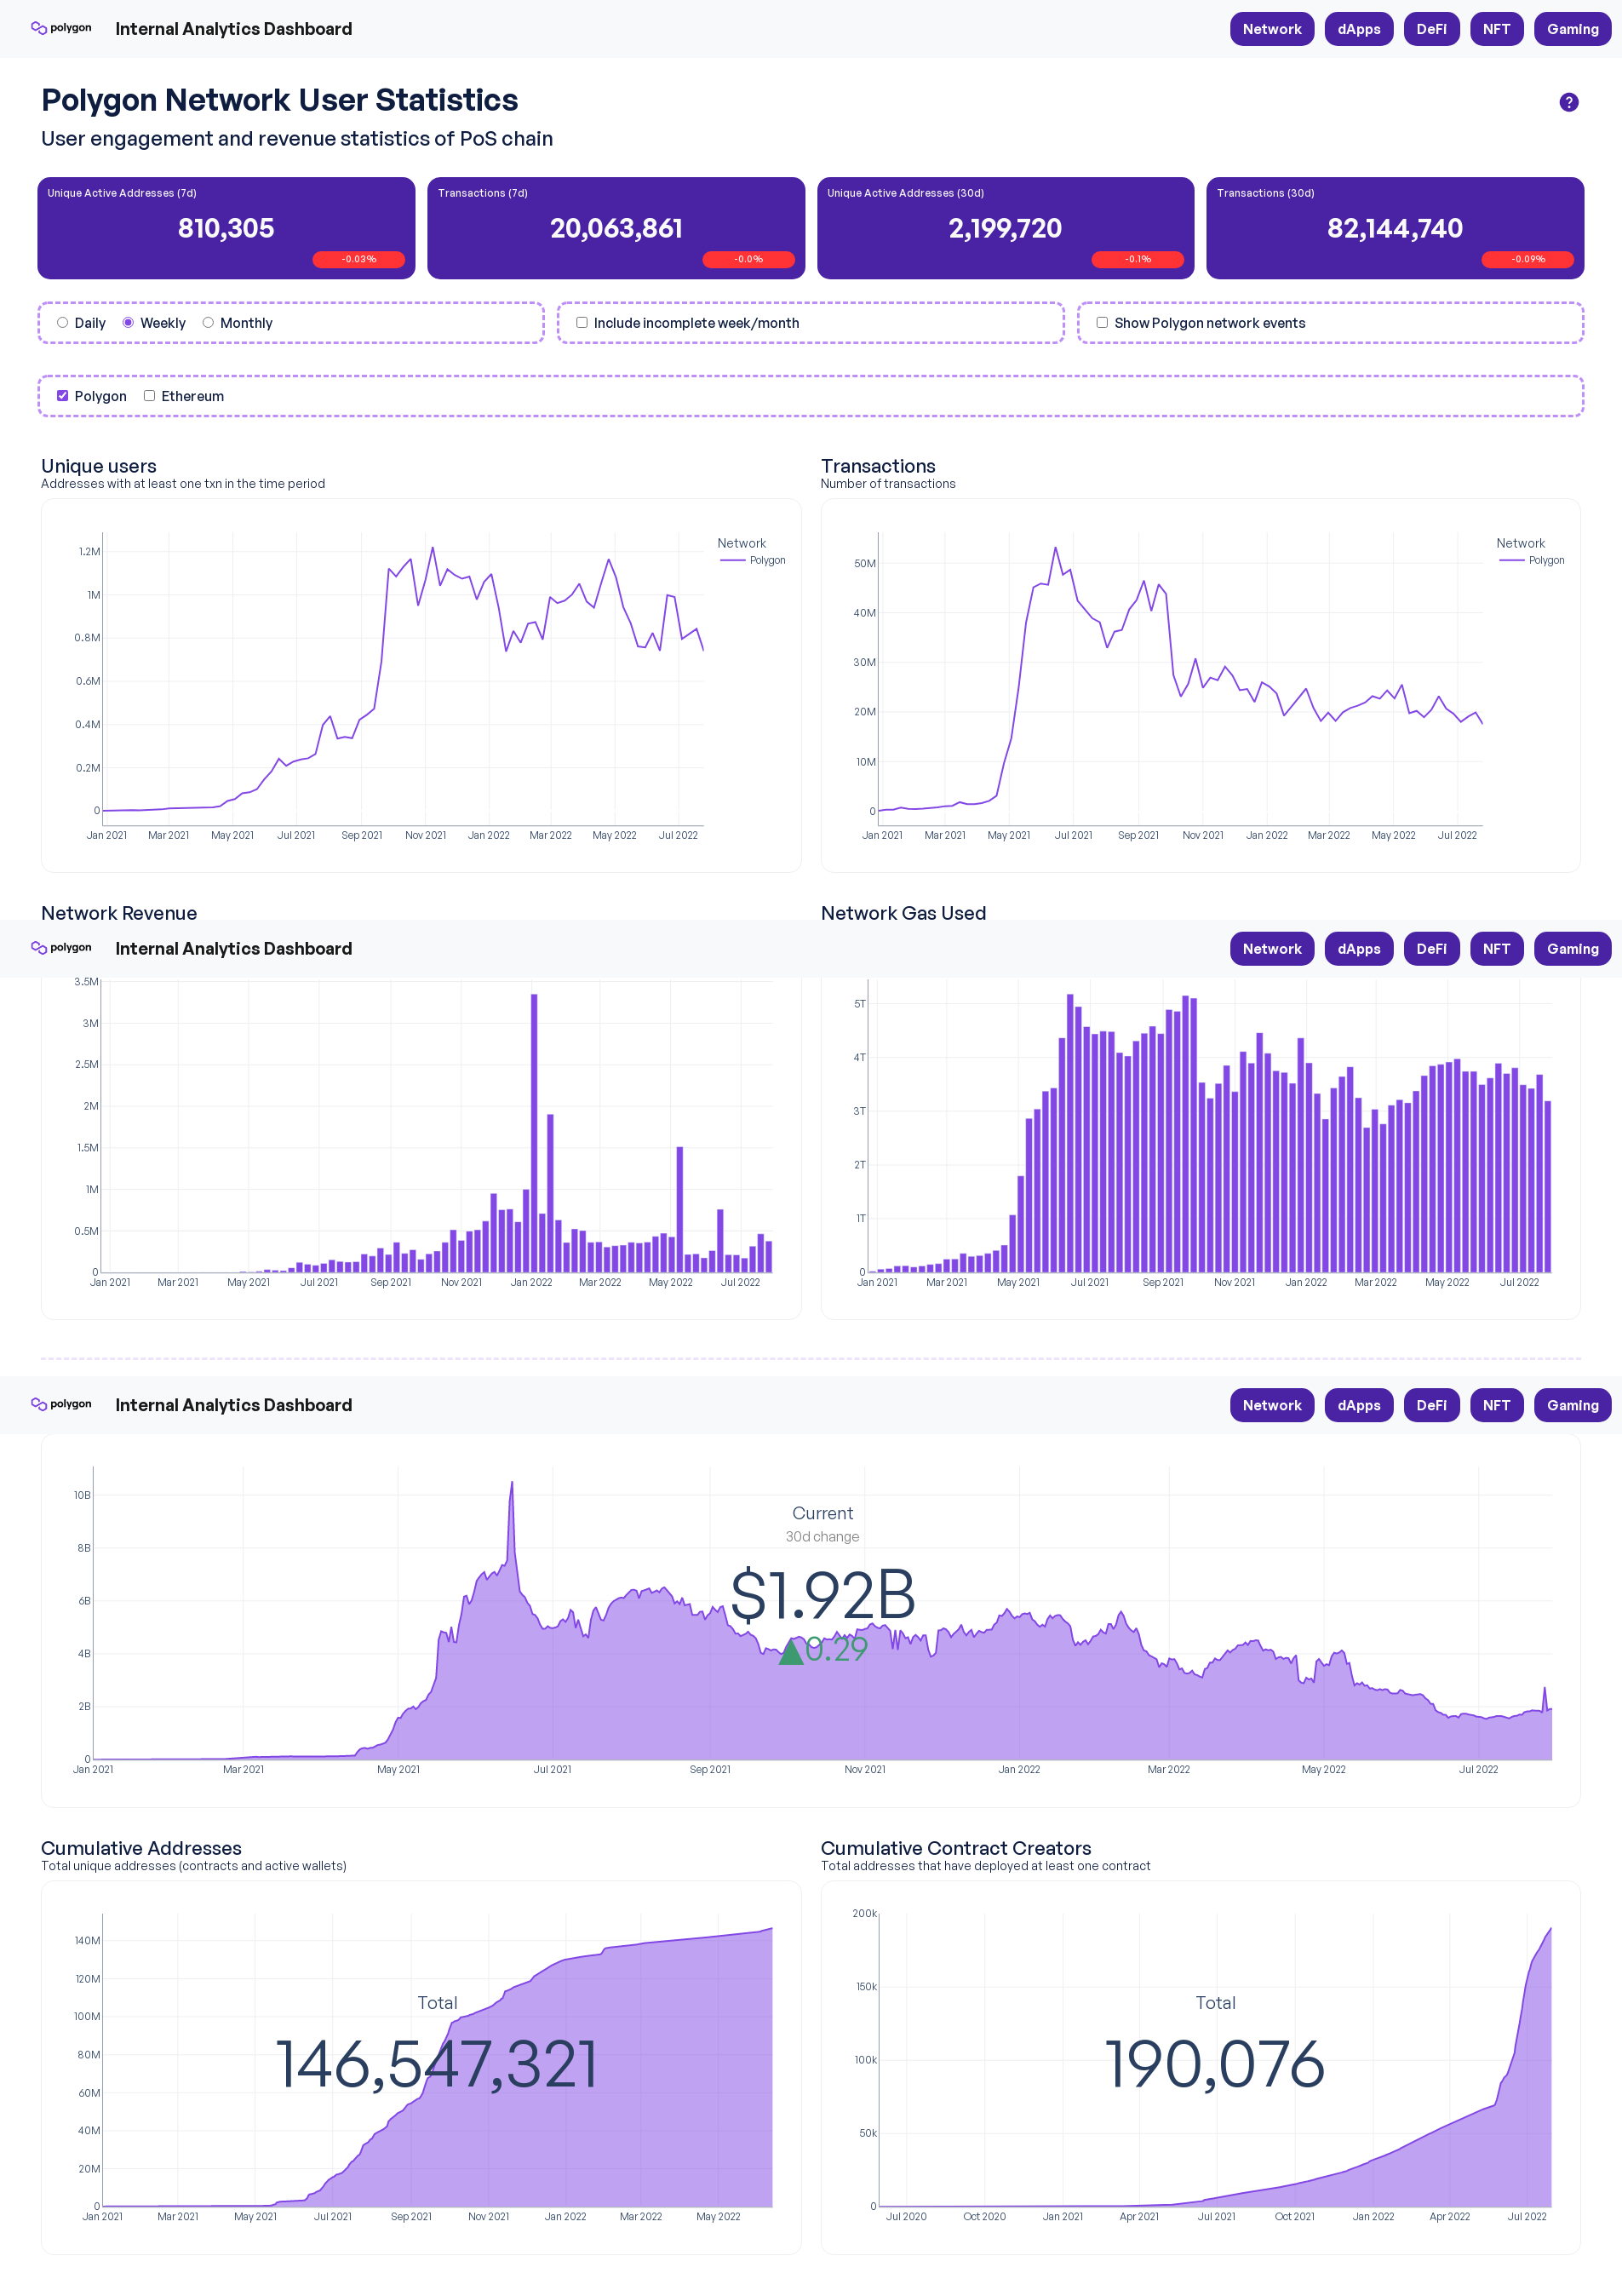 polygon Internal Analytics Dashboard Network dApps DeFi NFT Gaming
Polygon Network User Statistics
?
User engagement and revenue statistics of PoS chain
Unique Active Addresses (7d)
810,305
-0.03%
Transactions (7d)
20,063,861
-0.0%
Unique Active Addresses (30d)
2,199,720
-0.1%
Transactions (30d)
82,144,740
-0.09%
Daily Weekly Monthly
Include incomplete week/month
Show Polygon network events
Polygon Ethereum
Unique users
Addresses with at least one txn in the time period
1.2M
1M
0.8M
0.6M
0.4M
0.2M
0
Jan 2021 Mar 2021 May 2021 Jul 2021 Sep 2021 Nov 2021 Jan 2022 Mar 2022 May 2022 Jul 2022
Network
Polygon
Transactions
Number of transactions
50M
40M
30M
20M
10M
0
Jan 2021 Mar 2021 May 2021 Jul 2021 Sep 2021 Nov 2021 Jan 2022 Mar 2022 May 2022 Jul 2022
Network
Polygon
Network Revenue
Network Gas Used
polygon Internal Analytics Dashboard Network dApps DeFi NFT Gaming
3.5M
3M
2.5M
2M
1.5M
1M
0.5M
0
Jan 2021 Mar 2021 May 2021 Jul 2021 Sep 2021 Nov 2021 Jan 2022 Mar 2022 May 2022 Jul 2022
5T
4T
3T
2T
1T
0
Jan 2021 Mar 2021 May 2021 Jul 2021 Sep 2021 Nov 2021 Jan 2022 Mar 2022 May 2022 Jul 2022
polygon Internal Analytics Dashboard Network dApps DeFi NFT Gaming
10B
8B
6B
4B
2B
0
Current
30d change
$1.92B
▲0.29
Jan 2021 Mar 2021 May 2021 Jul 2021 Sep 2021 Nov 2021 Jan 2022 Mar 2022 May 2022 Jul 2022
Cumulative Addresses
Total unique addresses (contracts and active wallets)
140M
120M
100M
80M
60M
40M
20M
0
Total
146,547,321
Jan 2021 Mar 2021 May 2021 Jul 2021 Sep 2021 Nov 2021 Jan 2022 Mar 2022 May 2022
Cumulative Contract Creators
Total addresses that have deployed at least one contract
200k
150k
100k
50k
0
Total
190,076
Jul 2020 Oct 2020 Jan 2021 Apr 2021 Jul 2021 Oct 2021 Jan 2022 Apr 2022 Jul 2022